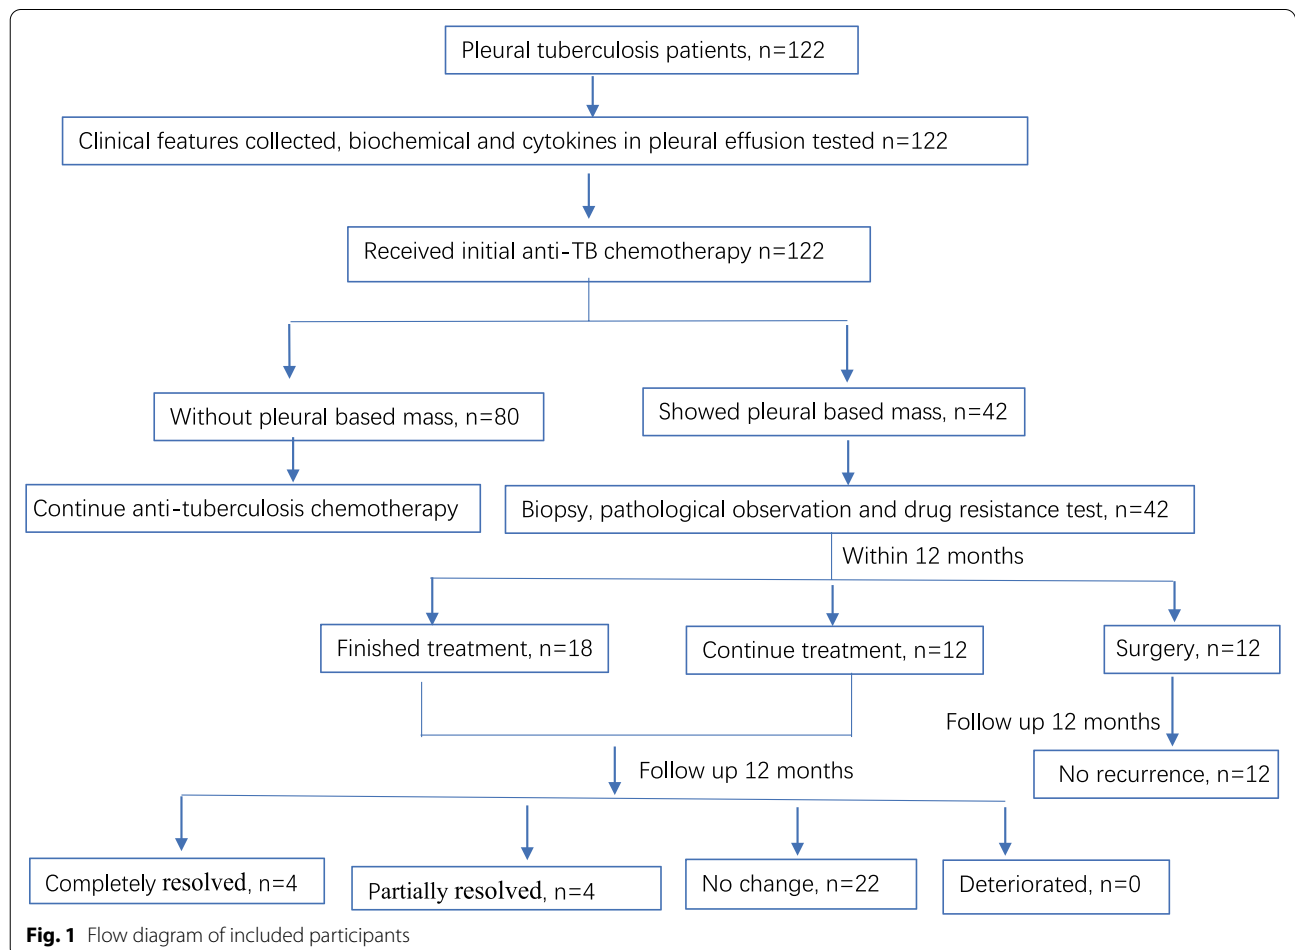 Pleural tuberculosis patients, n=122
Clinical features collected, biochemical and cytokines in pleural effusion tested n=122
Received initial anti-TB chemotherapy n=122
Without pleural based mass, n=80
Showed pleural based mass, n=42
Continue anti-tuberculosis chemotherapy
Biopsy, pathological observation and drug resistance test, n=42
Within 12 months
Finished treatment, n=18
Continue treatment, n=12
Surgery, n=12
Follow up 12 months
No recurrence, n=12
Follow up 12 months
Completely resolved, n=4
Partially resolved, n=4
No change, n=22
Deteriorated, n=0
Fig. 1 Flow diagram of included participants